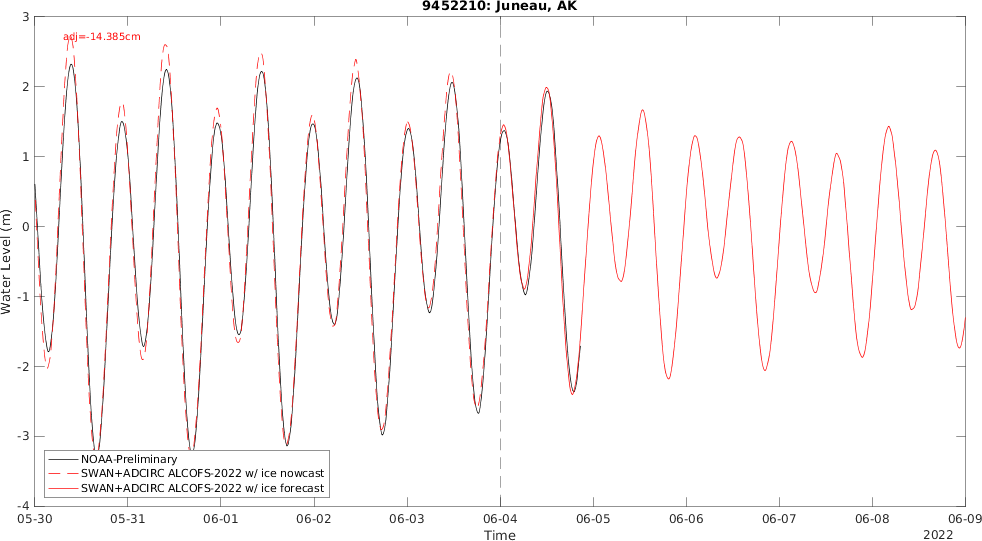 9452210: Juneau, AK
adj=-14.385cm
3
2
1
0
-1
-2
-3
-4
Water Level (m)
NOAA-Preliminary
SWAN+ADCIRC ALCOFS-2022 w/ ice nowcast
SWAN+ADCIRC ALCOFS-2022 w/ ice forecast
05-30 05-31 06-01 06-02 06-03 06-04 06-05 06-06 06-07 06-08 06-09
Time
2022